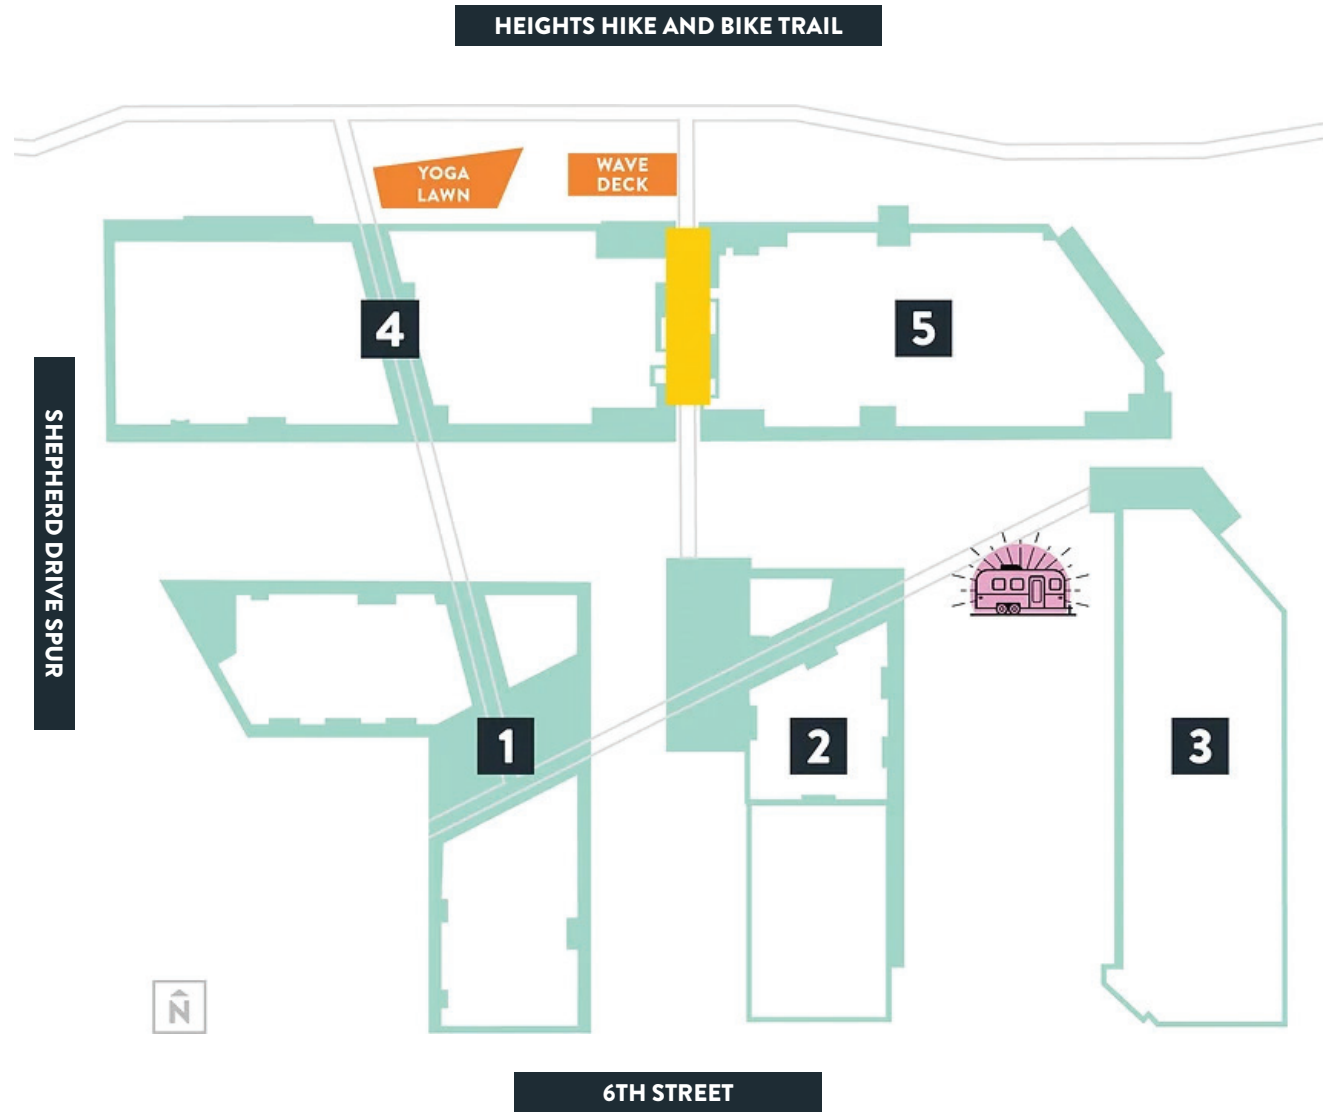 HEIGHTS HIKE AND BIKE TRAIL
YOGA
LAWN
WAVE
DECK
4
5
SHEPHERD DRIVE SPUR
1
2
3
N
6TH STREET